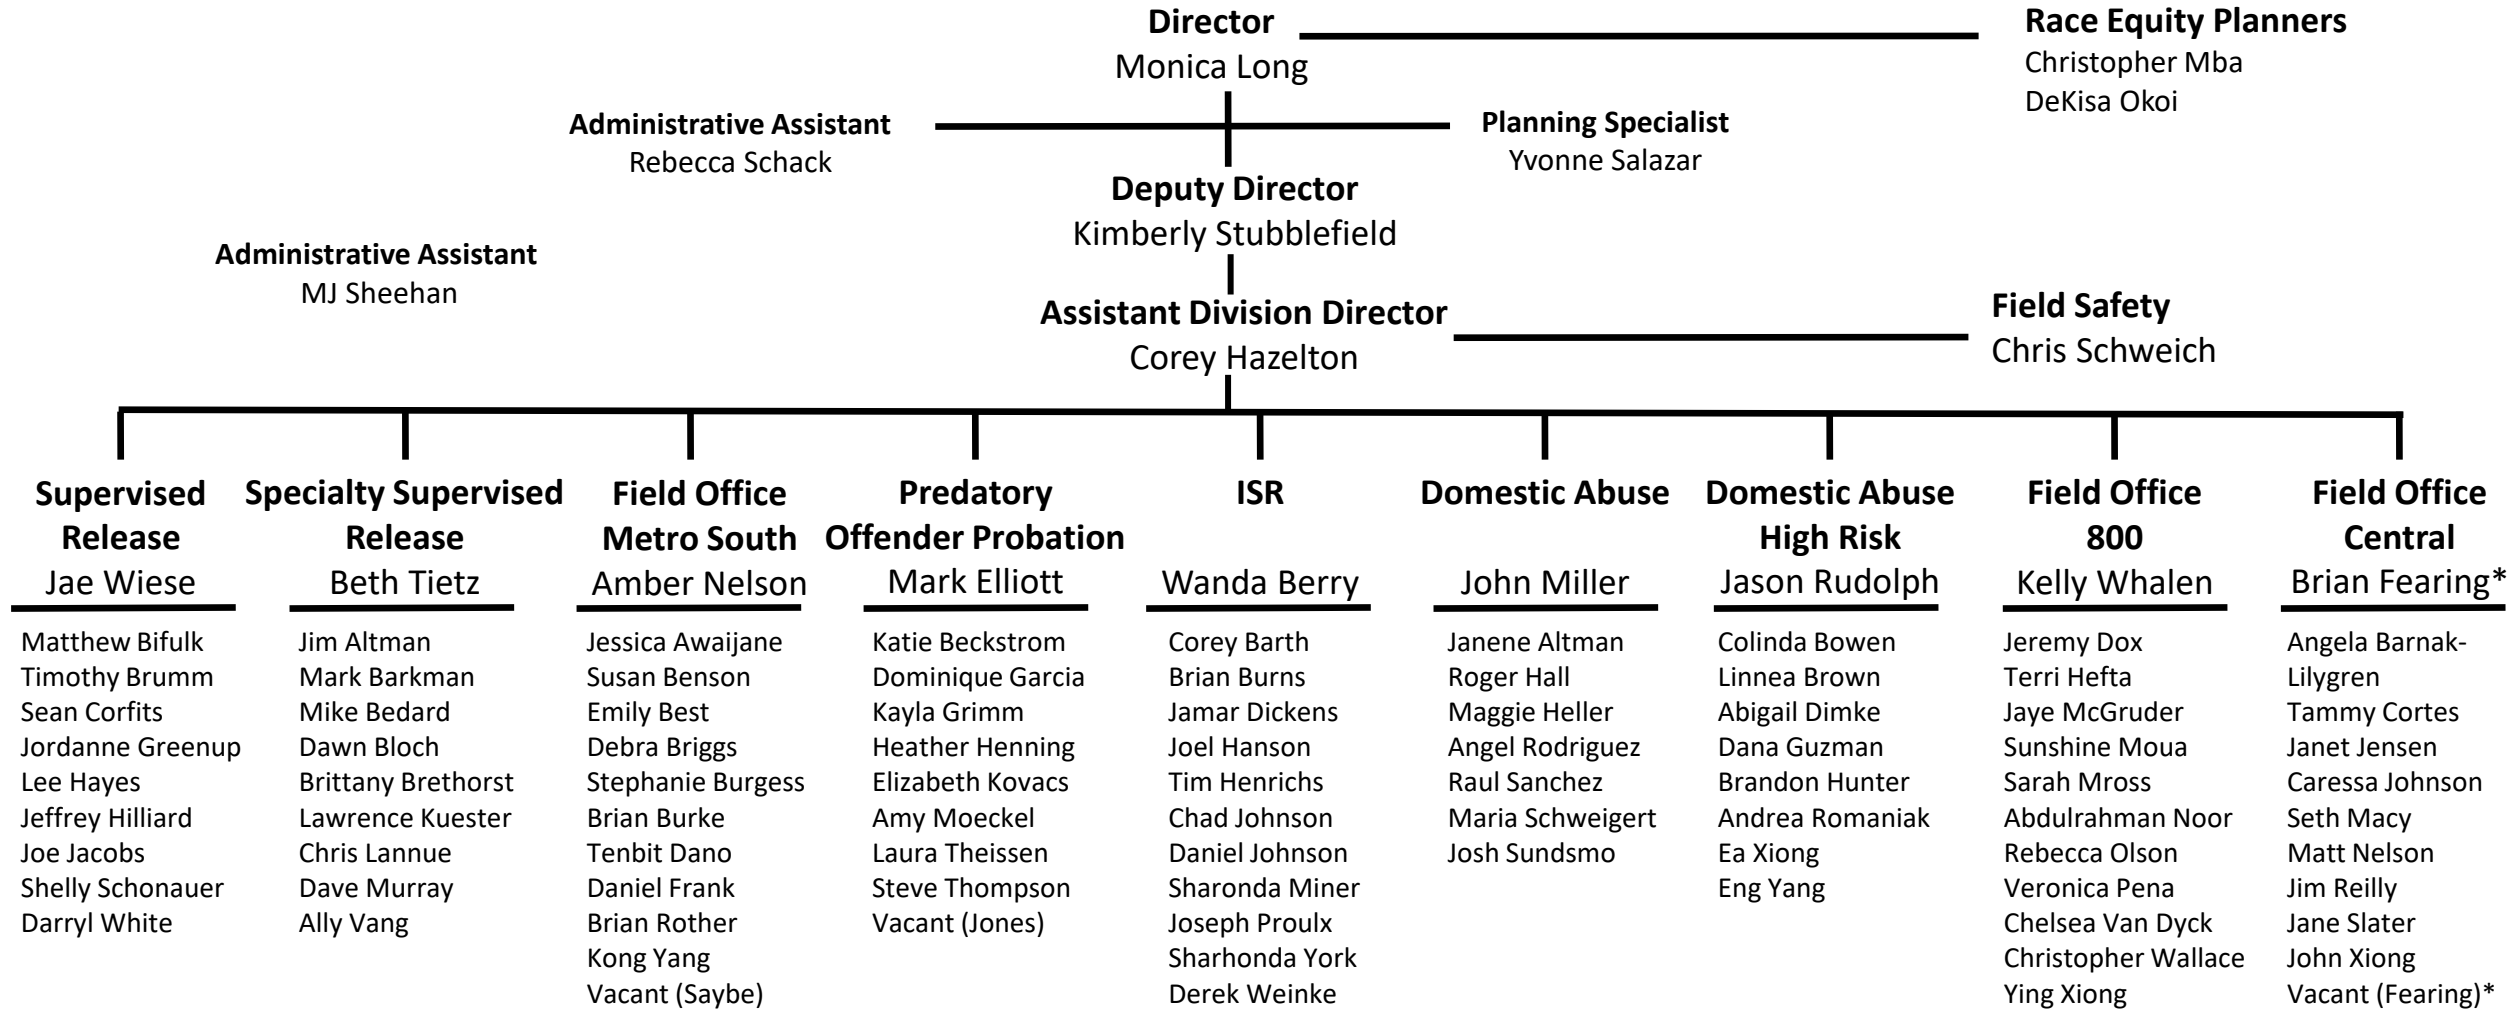 Director
Monica Long
Race Equity Planners
Christopher Mba
DeKisa Okoi
Administrative Assistant
Rebecca Schack
Planning Specialist
Yvonne Salazar
Deputy Director
Kimberly Stubblefield
Administrative Assistant
MJ Sheehan
Assistant Division Director
Corey Hazelton
Field Safety
Chris Schweich
Supervised
Release
Jae Wiese
Matthew Bifulk
Timothy Brumm
Sean Corfits
Jordanne Greenup
Lee Hayes
Jeffrey Hilliard
Joe Jacobs
Shelly Schonauer
Darryl White
Specialty Supervised
Release
Beth Tietz
Jim Altman
Mark Barkman
Mike Bedard
Dawn Bloch
Brittany Brethorst
Lawrence Kuester
Chris Lannue
Dave Murray
Ally Vang
Field Office
Metro South
Amber Nelson
Jessica Awaijane
Susan Benson
Emily Best
Debra Briggs
Stephanie Burgess
Brian Burke
Tenbit Dano
Daniel Frank
Brian Rother
Kong Yang
Vacant (Saybe)
Predatory
Offender Probation
Mark Elliott
Katie Beckstrom
Dominique Garcia
Kayla Grimm
Heather Henning
Elizabeth Kovacs
Amy Moeckel
Laura Theissen
Steve Thompson
Vacant (Jones)
ISR
Wanda Berry
Corey Barth
Brian Burns
Jamar Dickens
Joel Hanson
Tim Henrichs
Chad Johnson
Daniel Johnson
Sharonda Miner
Joseph Proulx
Sharhonda York
Derek Weinke
Domestic Abuse
John Miller
Janene Altman
Roger Hall
Maggie Heller
Angel Rodriguez
Raul Sanchez
Maria Schweigert
Josh Sundsmo
Domestic Abuse
High Risk
Jason Rudolph
Colinda Bowen
Linnea Brown
Abigail Dimke
Dana Guzman
Brandon Hunter
Andrea Romaniak
Ea Xiong
Eng Yang
Field Office
800
Kelly Whalen
Jeremy Dox
Terri Hefta
Jaye McGruder
Sunshine Moua
Sarah Mross
Abdulrahman Noor
Rebecca Olson
Veronica Pena
Chelsea Van Dyck
Christopher Wallace
Ying Xiong
Field Office
Central
Brian Fearing*
Angela Barnak-
Lilygren
Tammy Cortes
Janet Jensen
Caressa Johnson
Seth Macy
Matt Nelson
Jim Reilly
Jane Slater
John Xiong
Vacant (Fearing)*